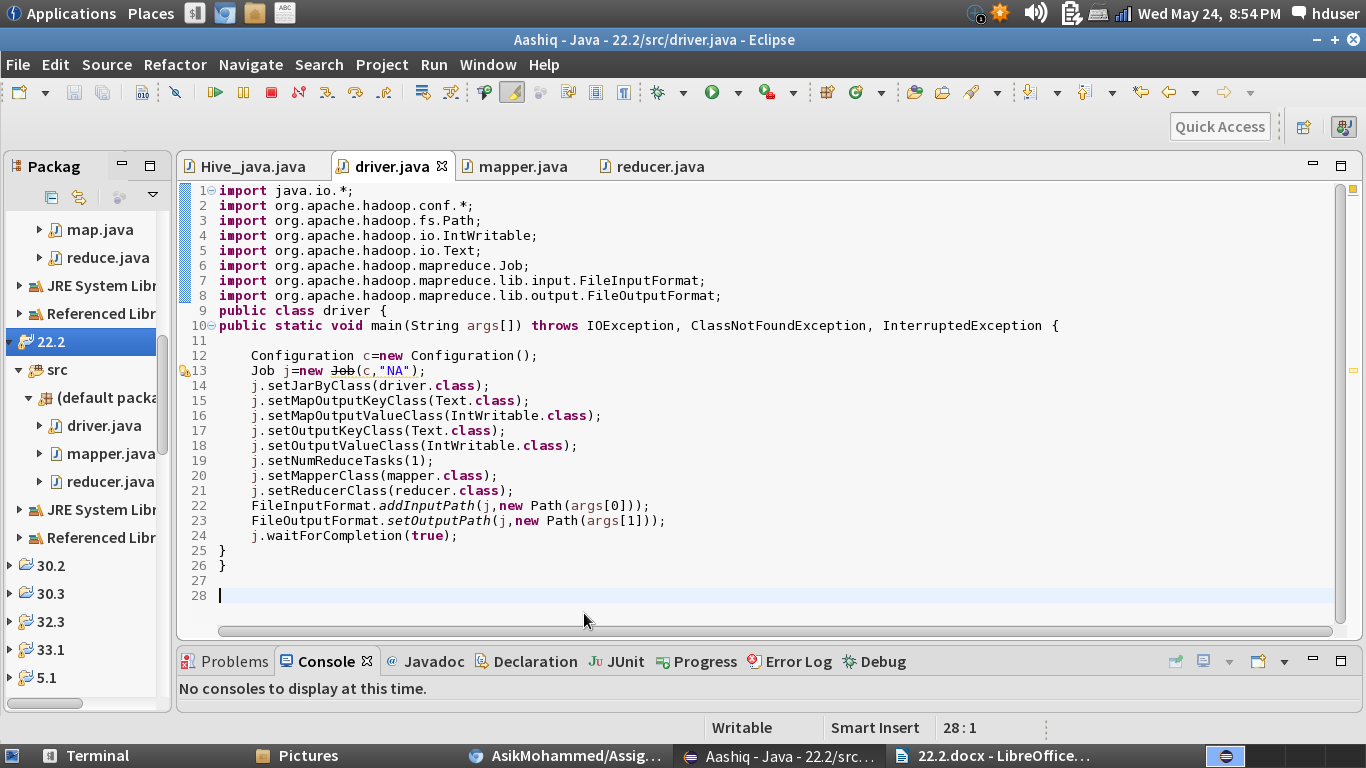 Applications Places Wed May 24, 8:54 PM hduser
Aashiq - Java - 22.2/src/driver.java - Eclipse
File Edit Source Refactor Navigate Search Project Run Window Help
Quick Access
Packag
map.java
reduce.java
JRE System Libr
Referenced Libr
22.2
src
(default packa
driver.java
mapper.java
reducer.java
JRE System Libr
Referenced Libr
30.2
30.3
32.3
33.1
5.1
Hive_java.java driver.java mapper.java reducer.java
1 import java.io.*;
2 import org.apache.hadoop.conf.*;
3 import org.apache.hadoop.fs.Path;
4 import org.apache.hadoop.io.IntWritable;
5 import org.apache.hadoop.io.Text;
6 import org.apache.hadoop.mapreduce.Job;
7 import org.apache.hadoop.mapreduce.lib.input.FileInputFormat;
8 import org.apache.hadoop.mapreduce.lib.output.FileOutputFormat;
9 public class driver {
10 public static void main(String args[]) throws IOException, ClassNotFoundException, InterruptedException {
11
12     Configuration c=new Configuration();
13     Job j=new Job(c,"NA");
14     j.setJarByClass(driver.class);
15     j.setMapOutputKeyClass(Text.class);
16     j.setMapOutputValueClass(IntWritable.class);
17     j.setOutputKeyClass(Text.class);
18     j.setOutputValueClass(IntWritable.class);
19     j.setNumReduceTasks(1);
20     j.setMapperClass(mapper.class);
21     j.setReducerClass(reducer.class);
22     FileInputFormat.addInputPath(j,new Path(args[0]));
23     FileOutputFormat.setOutputPath(j,new Path(args[1]));
24     j.waitForCompletion(true);
25 }
26 }
27
28
Problems Console Javadoc Declaration JUnit Progress Error Log Debug
No consoles to display at this time.
Writable Smart Insert 28 : 1
Terminal Pictures AsikMohammed/Assig... Aashiq - Java - 22.2/src... 22.2.docx - LibreOffice...